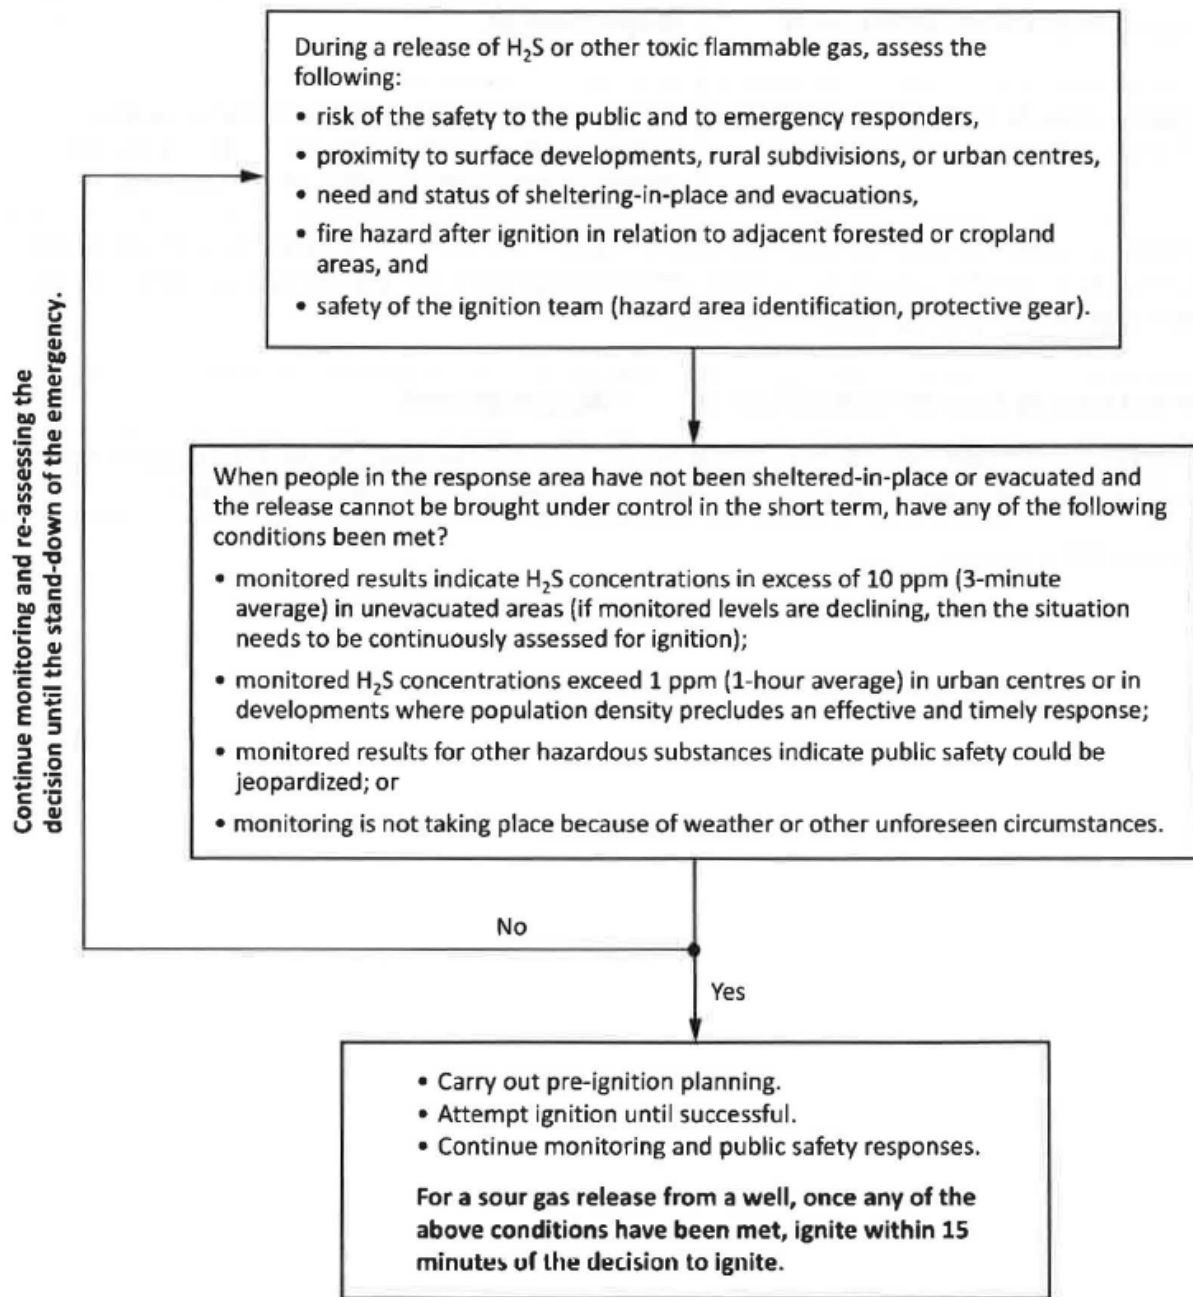 During a release of H₂S or other toxic flammable gas, assess the
following:
• risk of the safety to the public and to emergency responders,
• proximity to surface developments, rural subdivisions, or urban centres,
• need and status of sheltering-in-place and evacuations,
• fire hazard after ignition in relation to adjacent forested or cropland
areas, and
• safety of the ignition team (hazard area identification, protective gear).
Continue monitoring and re-assessing the
decision until the stand-down of the emergency.
When people in the response area have not been sheltered-in-place or evacuated and
the release cannot be brought under control in the short term, have any of the following
conditions been met?
• monitored results indicate H₂S concentrations in excess of 10 ppm (3-minute
average) in unevacuated areas (if monitored levels are declining, then the situation
needs to be continuously assessed for ignition);
• monitored H₂S concentrations exceed 1 ppm (1-hour average) in urban centres or in
developments where population density precludes an effective and timely response;
• monitored results for other hazardous substances indicate public safety could be
jeopardized; or
• monitoring is not taking place because of weather or other unforeseen circumstances.
No
Yes
• Carry out pre-ignition planning.
• Attempt ignition until successful.
• Continue monitoring and public safety responses.
For a sour gas release from a well, once any of the
above conditions have been met, ignite within 15
minutes of the decision to ignite.